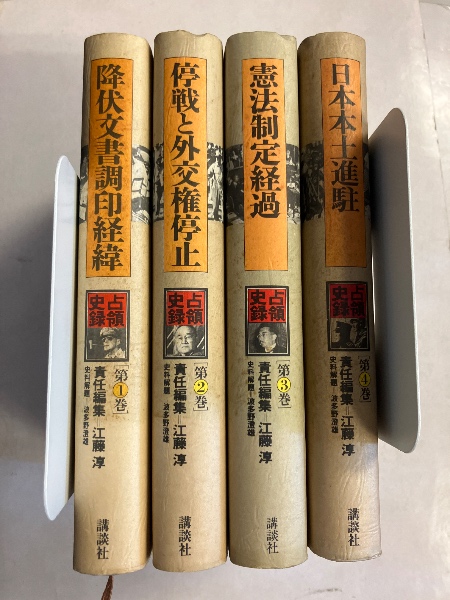 降伏文書調印経緯
占領
史録
第1巻
責任編集=江藤淳
史料解題=波多野澄雄
講談社
停戦と外交権停止
占領
史録
第2巻
責任編集=江藤淳
史料解題=波多野澄雄
講談社
憲法制定経過
占領
史録
第3巻
責任編集=江藤淳
史料解題=波多野澄雄
講談社
日本本土進駐
占領
史録
第4巻
責任編集=江藤淳
史料解題=波多野澄雄
講談社